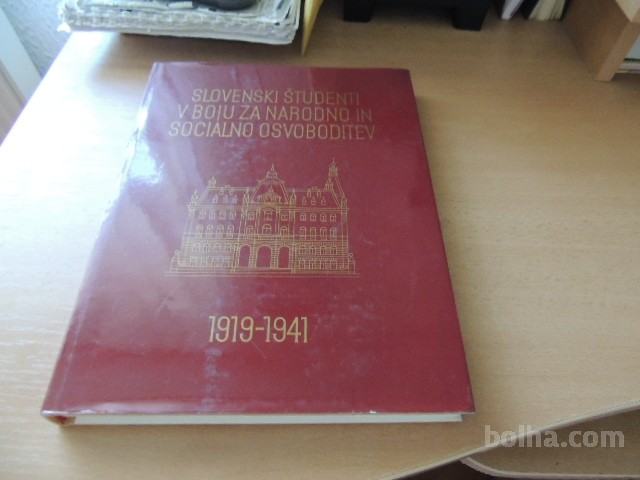 SLOVENSKI ŠTUDENTI
V BOJU ZA NARODNO IN
SOCIALNO OSVOBODITEV
1919-1941
bolha.com